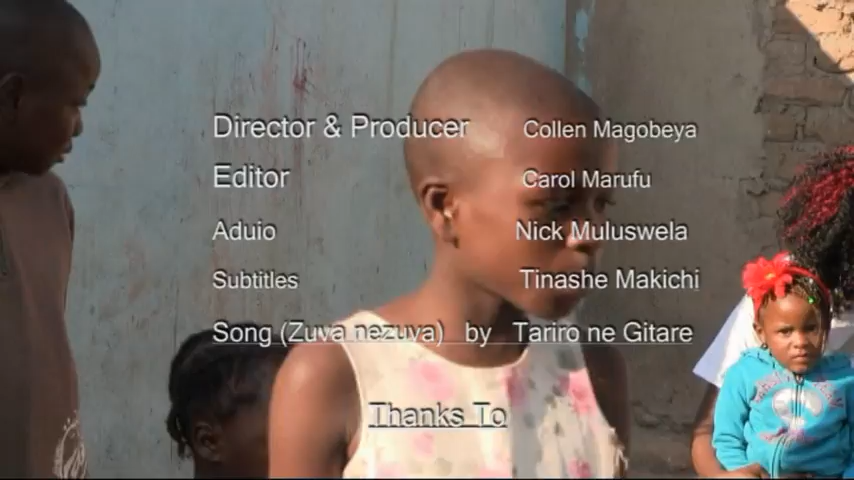 Director & Producer Collen Magobeya
Editor Carol Marufu
Aduio Nick Muluswela
Subtitles Tinashe Makichi
Song (Zuva nezuva) by Tariro ne Gitare
Thanks To